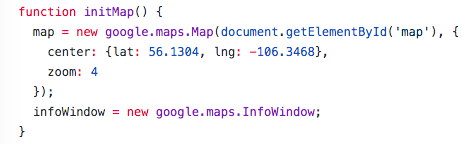 function initMap() {
  map = new google.maps.Map(document.getElementById('map'), {
    center: {lat: 56.1304, lng: -106.3468},
    zoom: 4
  });
  infoWindow = new google.maps.InfoWindow;
}